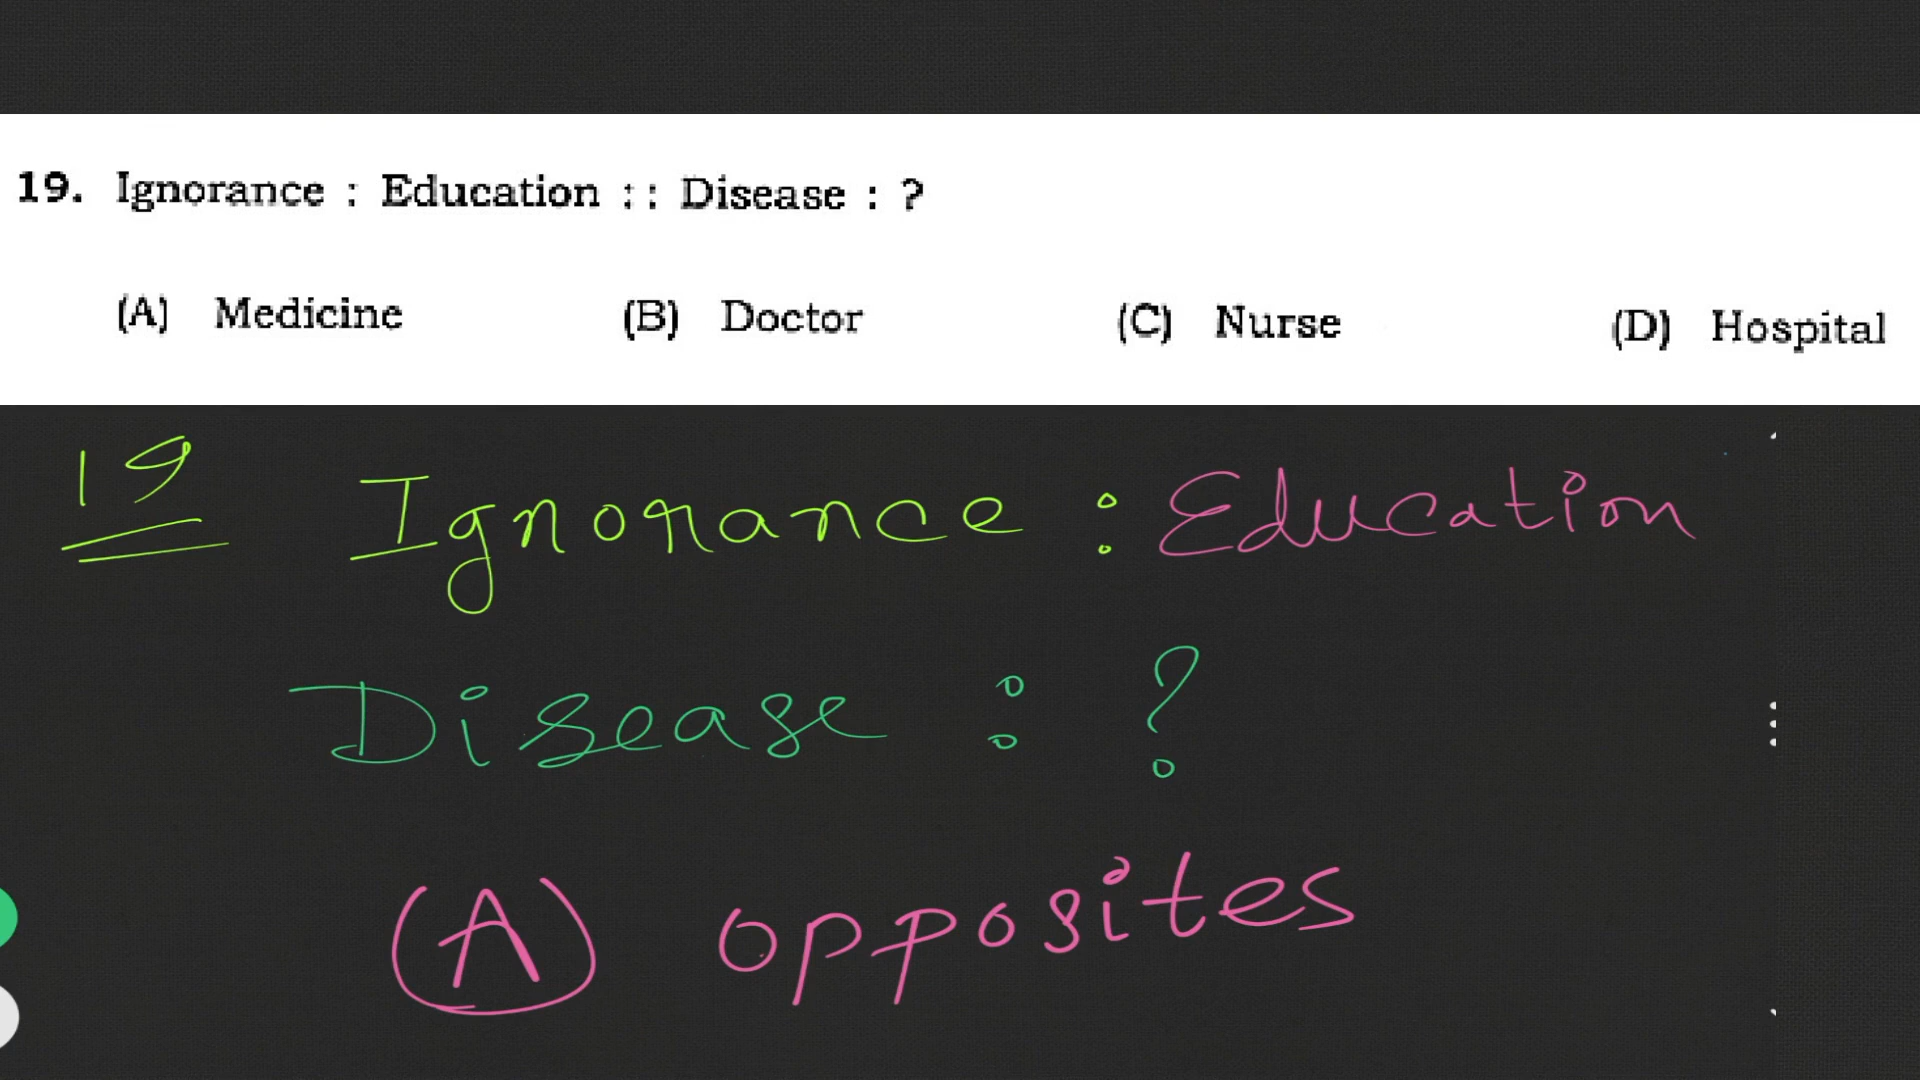 19. Ignorance : Education :: Disease : ?
(A) Medicine (B) Doctor (C) Nurse (D) Hospital
19 Ignorance : Education
Disease : ?
(A) opposites